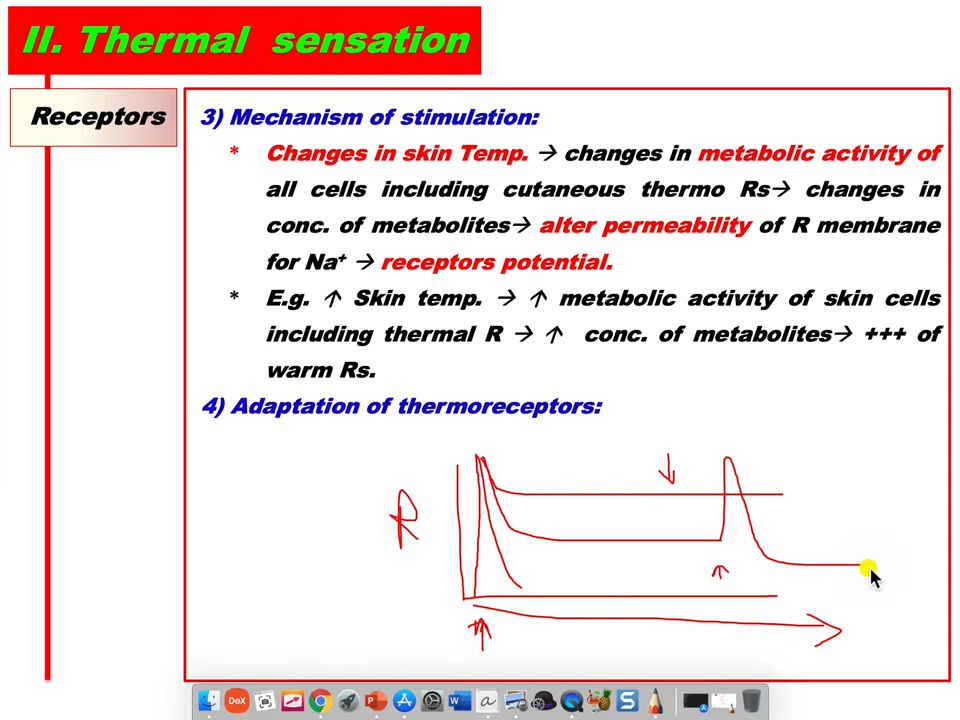 II. Thermal sensation
Receptors
3) Mechanism of stimulation:
* Changes in skin Temp. → changes in metabolic activity of
all cells including cutaneous thermo Rs→ changes in
conc. of metabolites→ alter permeability of R membrane
for Na⁺ → receptors potential.
* E.g. ↑ Skin temp. → ↑ metabolic activity of skin cells
including thermal R → ↑ conc. of metabolites→ +++ of
warm Rs.
4) Adaptation of thermoreceptors:
R
DeX
W
a
S